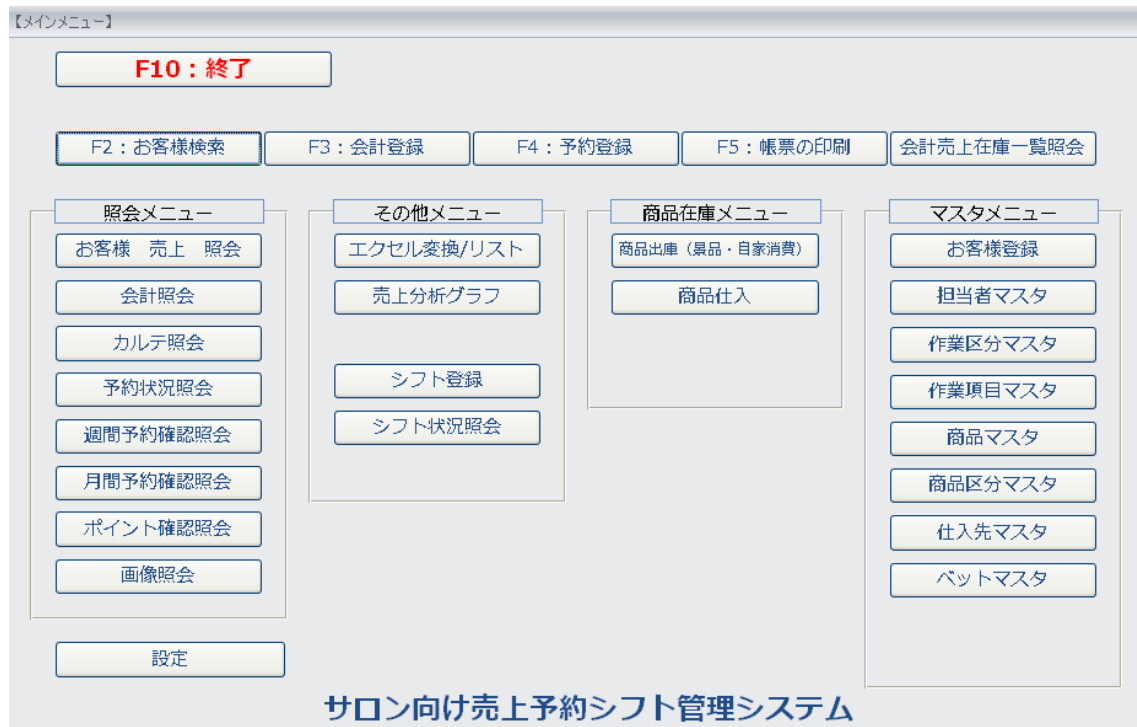 【メインメニュー】
F10：終了
F2：お客様検索
F3：会計登録
F4：予約登録
F5：帳票の印刷
会計売上在庫一覧照会
照会メニュー
お客様　売上　照会
会計照会
カルテ照会
予約状況照会
週間予約確認照会
月間予約確認照会
ポイント確認照会
画像照会
その他メニュー
エクセル変換/リスト
売上分析グラフ
シフト登録
シフト状況照会
商品在庫メニュー
商品出庫（景品・自家消費）
商品仕入
マスタメニュー
お客様登録
担当者マスタ
作業区分マスタ
作業項目マスタ
商品マスタ
商品区分マスタ
仕入先マスタ
ベットマスタ
設定
サロン向け売上予約シフト管理システム